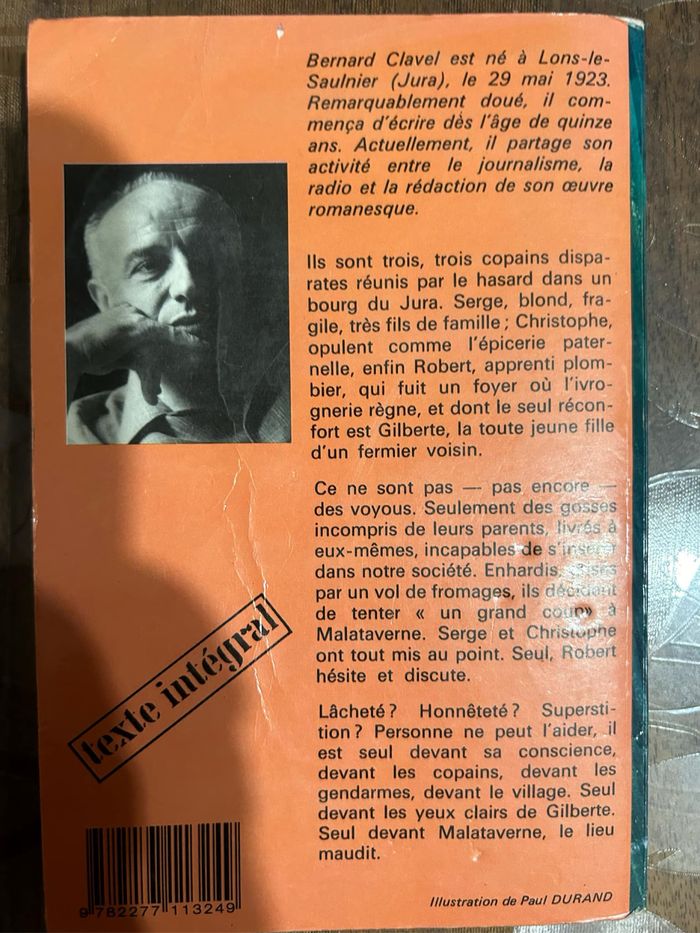 Bernard Clavel est né à Lons-le-
Saulnier (Jura), le 29 mai 1923.
Remarquablement doué, il com-
mença d'écrire dès l'âge de quinze
ans. Actuellement, il partage son
activité entre le journalisme, la
radio et la rédaction de son œuvre
romanesque.
Ils sont trois, trois copains dispa-
rates réunis par le hasard dans un
bourg du Jura. Serge, blond, fra-
gile, très fils de famille ; Christophe,
opulent comme l'épicerie pater-
nelle, enfin Robert, apprenti plom-
bier, qui fuit un foyer où l'ivro-
gnerie règne, et dont le seul récon-
fort est Gilberte, la toute jeune fille
d'un fermier voisin.
Ce ne sont pas — pas encore —
des voyous. Seulement des gosses
incompris de leurs parents, livrés à
eux-mêmes, incapables de s'insérer
dans notre société. Enhardis,
par un vol de fromages, ils décident
de tenter « un grand coup» à
Malataverne. Serge et Christophe
ont tout mis au point. Seul, Robert
hésite et discute.
Lâcheté ? Honnêteté ? Supersti-
tion ? Personne ne peut l'aider, il
est seul devant sa conscience,
devant les copains, devant les
gendarmes, devant le village. Seul
devant les yeux clairs de Gilberte.
Seul devant Malataverne, le lieu
maudit.
texte intégral
9 782277 113249
Illustration de Paul DURAND